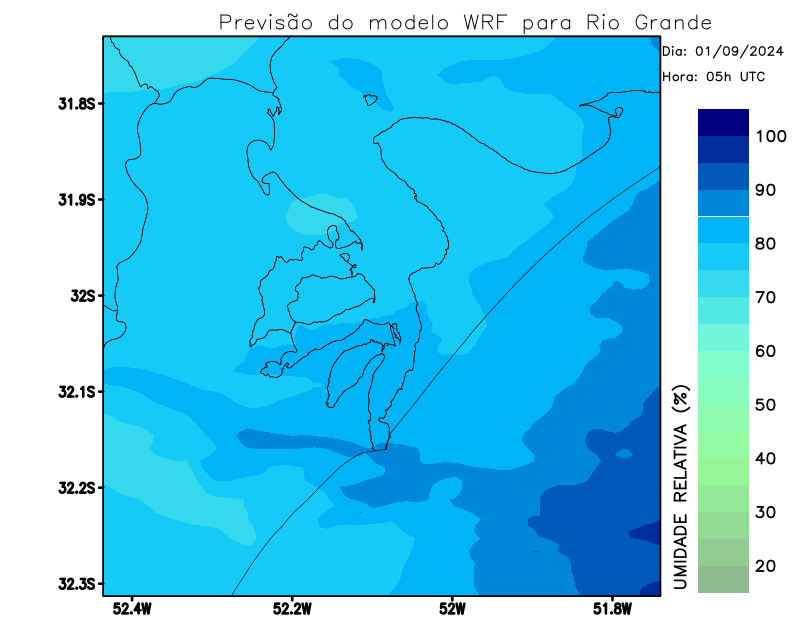 Previsão do modelo WRF para Rio Grande
Dia: 01/09/2024
Hora: 05h UTC
31.8S
31.9S
32S
32.1S
32.2S
32.3S
52.4W
52.2W
52W
51.8W
100
90
80
70
60
50
40
30
20
UMIDADE RELATIVA (%)